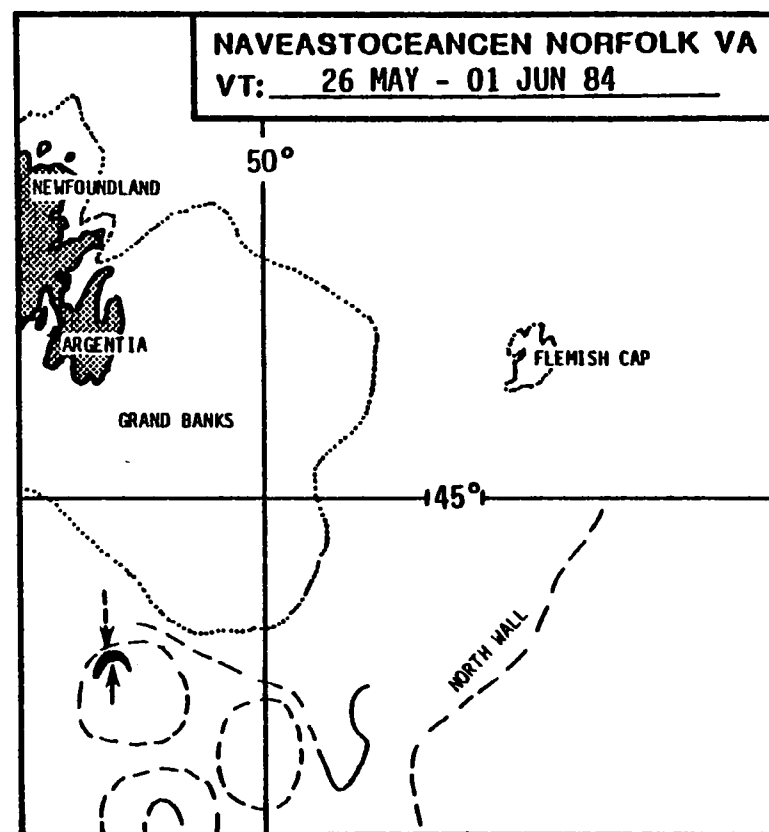 NAVEASTOCEANCEN NORFOLK VA
VT: 26 MAY - 01 JUN 84
50°
NEWFOUNDLAND
ARGENTIA
FLEMISH CAP
GRAND BANKS
45°
NORTH WALL